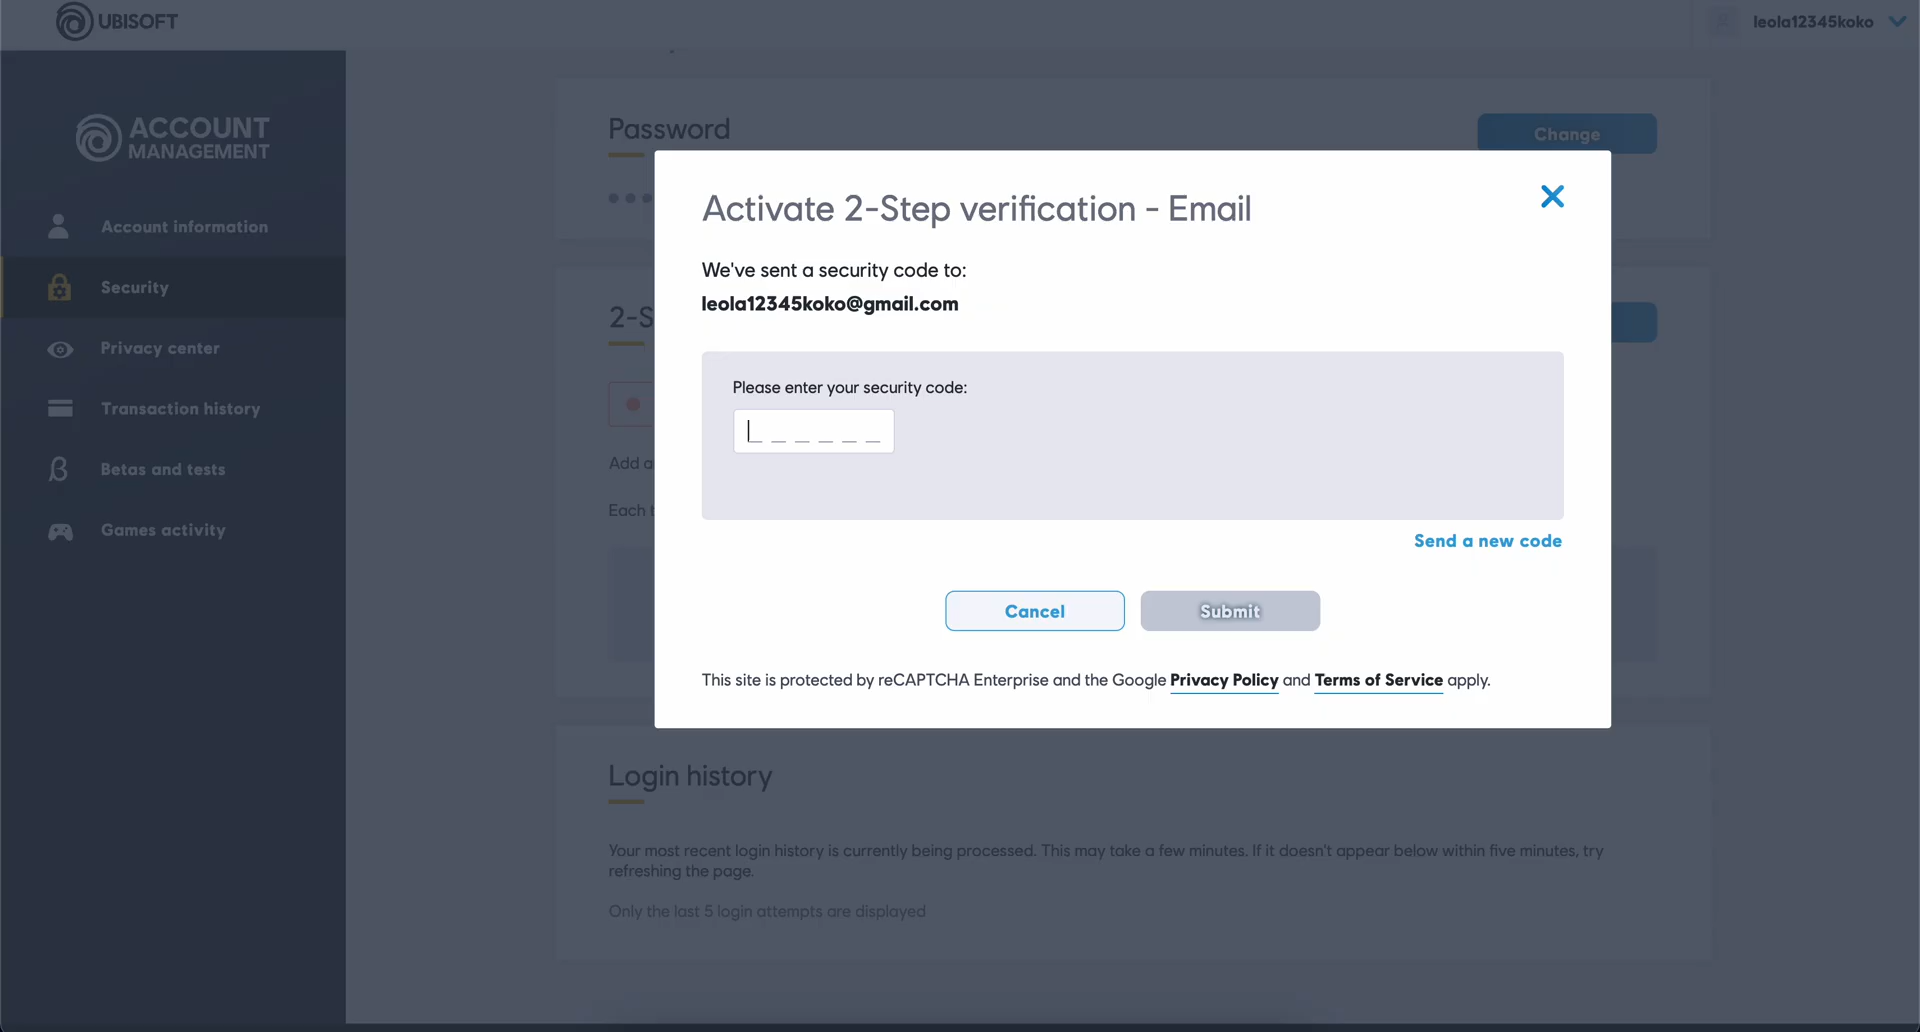 UBISOFT
leola12345koko
ACCOUNT
MANAGEMENT
Account information
Security
Privacy center
Transaction history
Betas and tests
Games activity
Password
Change
2-S
Add a
Each t
Activate 2-Step verification - Email
We've sent a security code to:
leola12345koko@gmail.com
Please enter your security code:
Send a new code
Cancel
Submit
This site is protected by reCAPTCHA Enterprise and the Google Privacy Policy and Terms of Service apply.
Login history
Your most recent login history is currently being processed. This may take a few minutes. If it doesn't appear below within five minutes, try
refreshing the page.
Only the last 5 login attempts are displayed